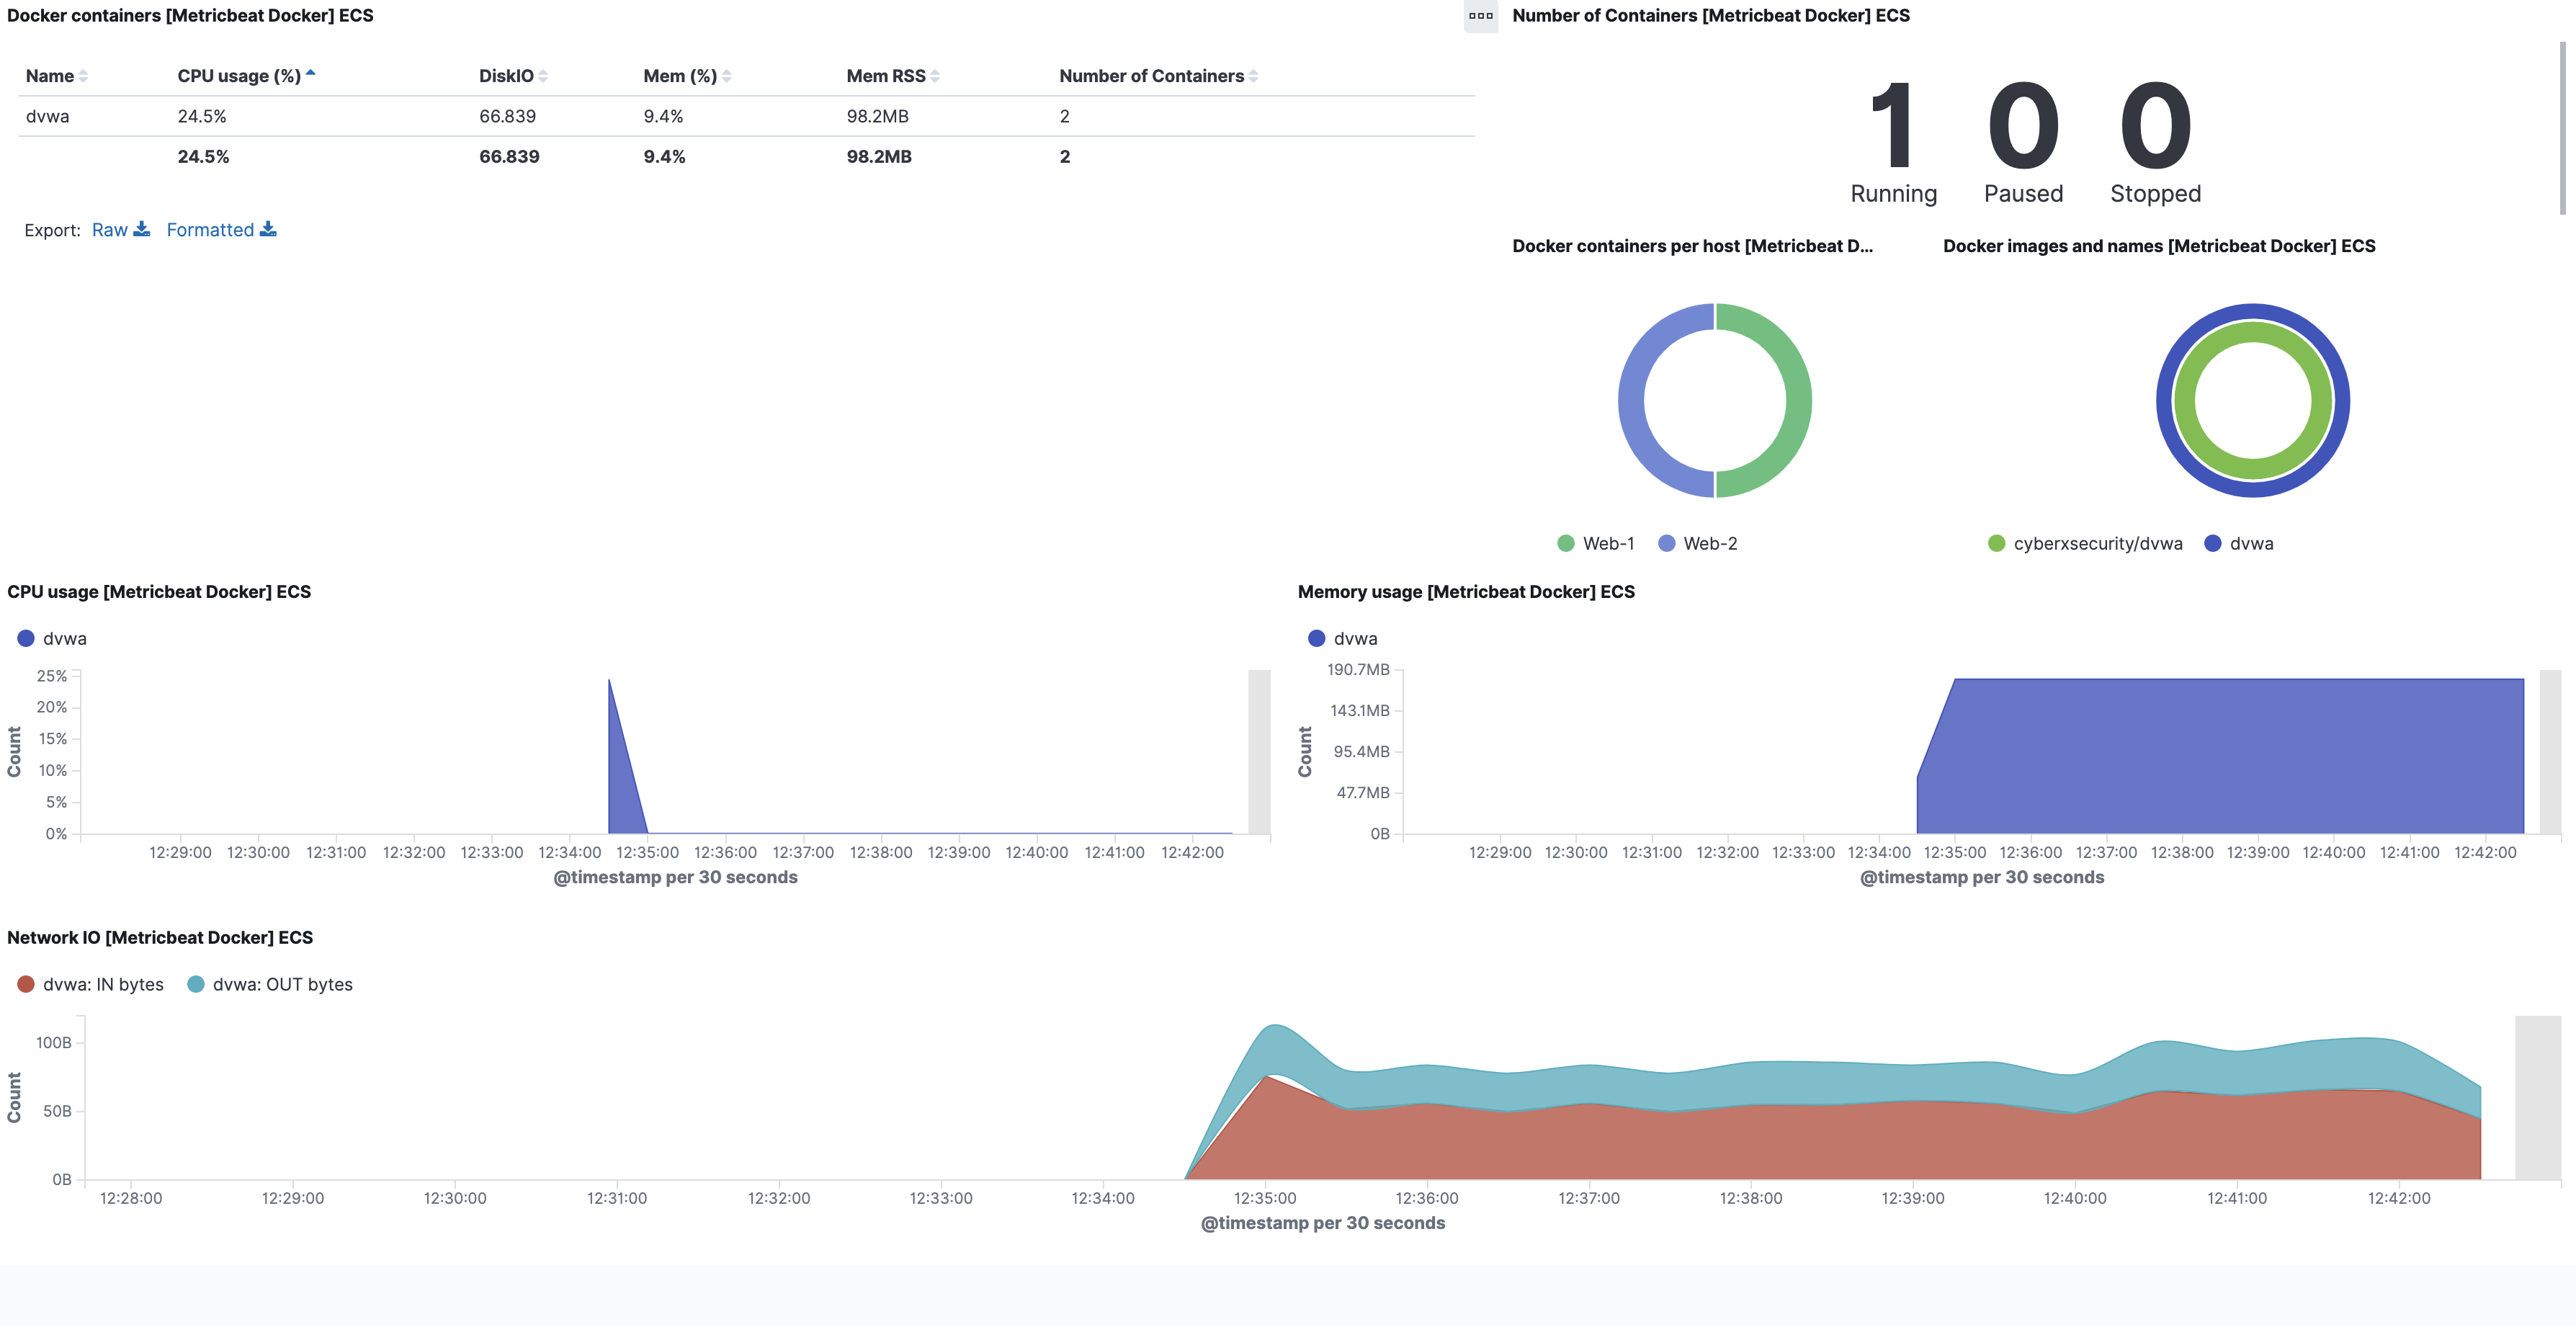 Docker containers [Metricbeat Docker] ECS
Name CPU usage (%) DiskIO Mem (%) Mem RSS Number of Containers
dvwa 24.5% 66.839 9.4% 98.2MB 2
24.5% 66.839 9.4% 98.2MB 2
Export: Raw Formatted
Number of Containers [Metricbeat Docker] ECS
1 0 0
Running Paused Stopped
Docker containers per host [Metricbeat D...
Web-1 Web-2
Docker images and names [Metricbeat Docker] ECS
cyberxsecurity/dvwa dvwa
CPU usage [Metricbeat Docker] ECS
dvwa
25%
20%
15%
10%
5%
0%
Count
12:29:00 12:30:00 12:31:00 12:32:00 12:33:00 12:34:00 12:35:00 12:36:00 12:37:00 12:38:00 12:39:00 12:40:00 12:41:00 12:42:00
@timestamp per 30 seconds
Memory usage [Metricbeat Docker] ECS
dvwa
190.7MB
143.1MB
95.4MB
47.7MB
0B
Count
12:29:00 12:30:00 12:31:00 12:32:00 12:33:00 12:34:00 12:35:00 12:36:00 12:37:00 12:38:00 12:39:00 12:40:00 12:41:00 12:42:00
@timestamp per 30 seconds
Network IO [Metricbeat Docker] ECS
dvwa: IN bytes dvwa: OUT bytes
100B
50B
0B
Count
12:28:00 12:29:00 12:30:00 12:31:00 12:32:00 12:33:00 12:34:00 12:35:00 12:36:00 12:37:00 12:38:00 12:39:00 12:40:00 12:41:00 12:42:00
@timestamp per 30 seconds